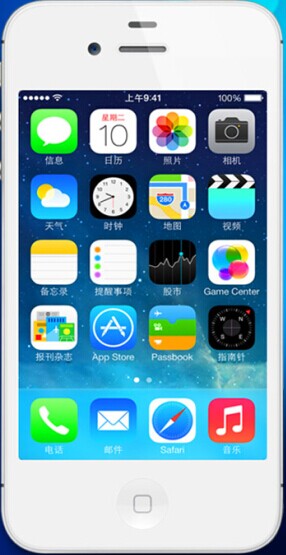 上午9:41 100%
星期二
10
信息 日历 照片 相机
280
天气 时钟 地图 视频
备忘录 提醒事项 股市 Game Center
报刊杂志 App Store Passbook 指南针
电话 邮件 Safari 音乐